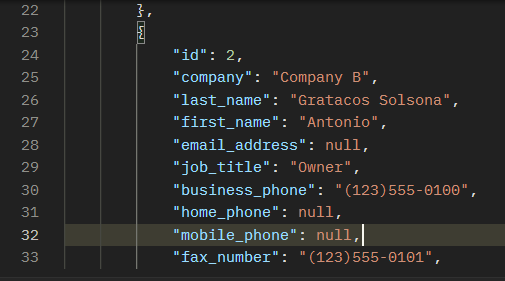 22 },
23 {
24 "id": 2,
25 "company": "Company B",
26 "last_name": "Gratacos Solsona",
27 "first_name": "Antonio",
28 "email_address": null,
29 "job_title": "Owner",
30 "business_phone": "(123)555-0100",
31 "home_phone": null,
32 "mobile_phone": null,
33 "fax_number": "(123)555-0101",